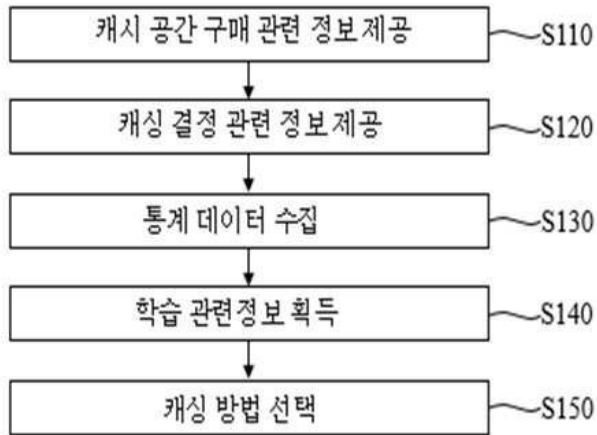 캐시 공간 구매 관련 정보 제공 S110
캐싱 결정 관련 정보 제공 S120
통계 데이터 수집 S130
학습 관련정보 획득 S140
캐싱 방법 선택 S150